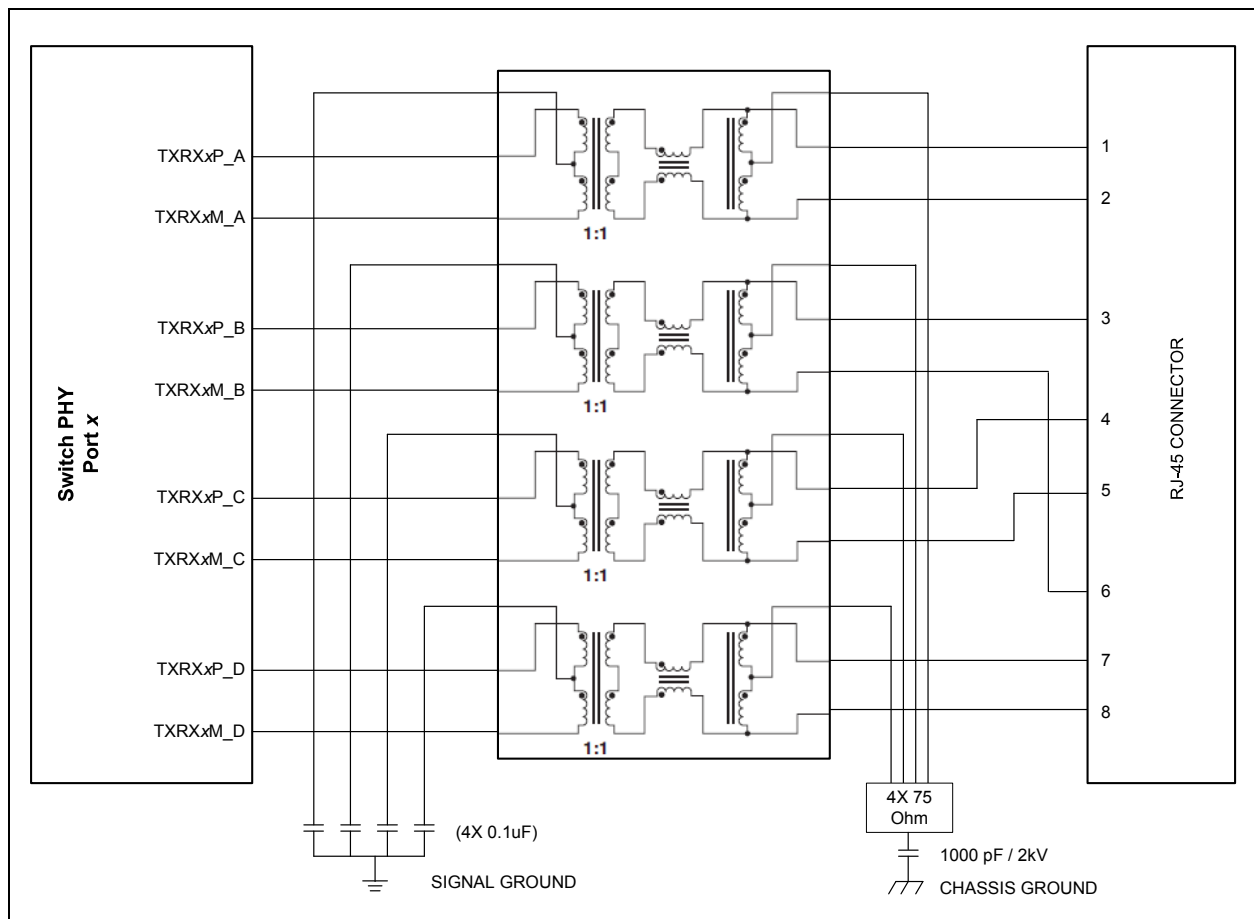 Switch PHY
Port x
TXRXxP_A
TXRXxM_A
TXRXxP_B
TXRXxM_B
TXRXxP_C
TXRXxM_C
TXRXxP_D
TXRXxM_D
1:1
1:1
1:1
1:1
1
2
3
4
5
6
7
8
RJ-45 CONNECTOR
(4X 0.1uF)
SIGNAL GROUND
4X 75
Ohm
1000 pF / 2kV
CHASSIS GROUND